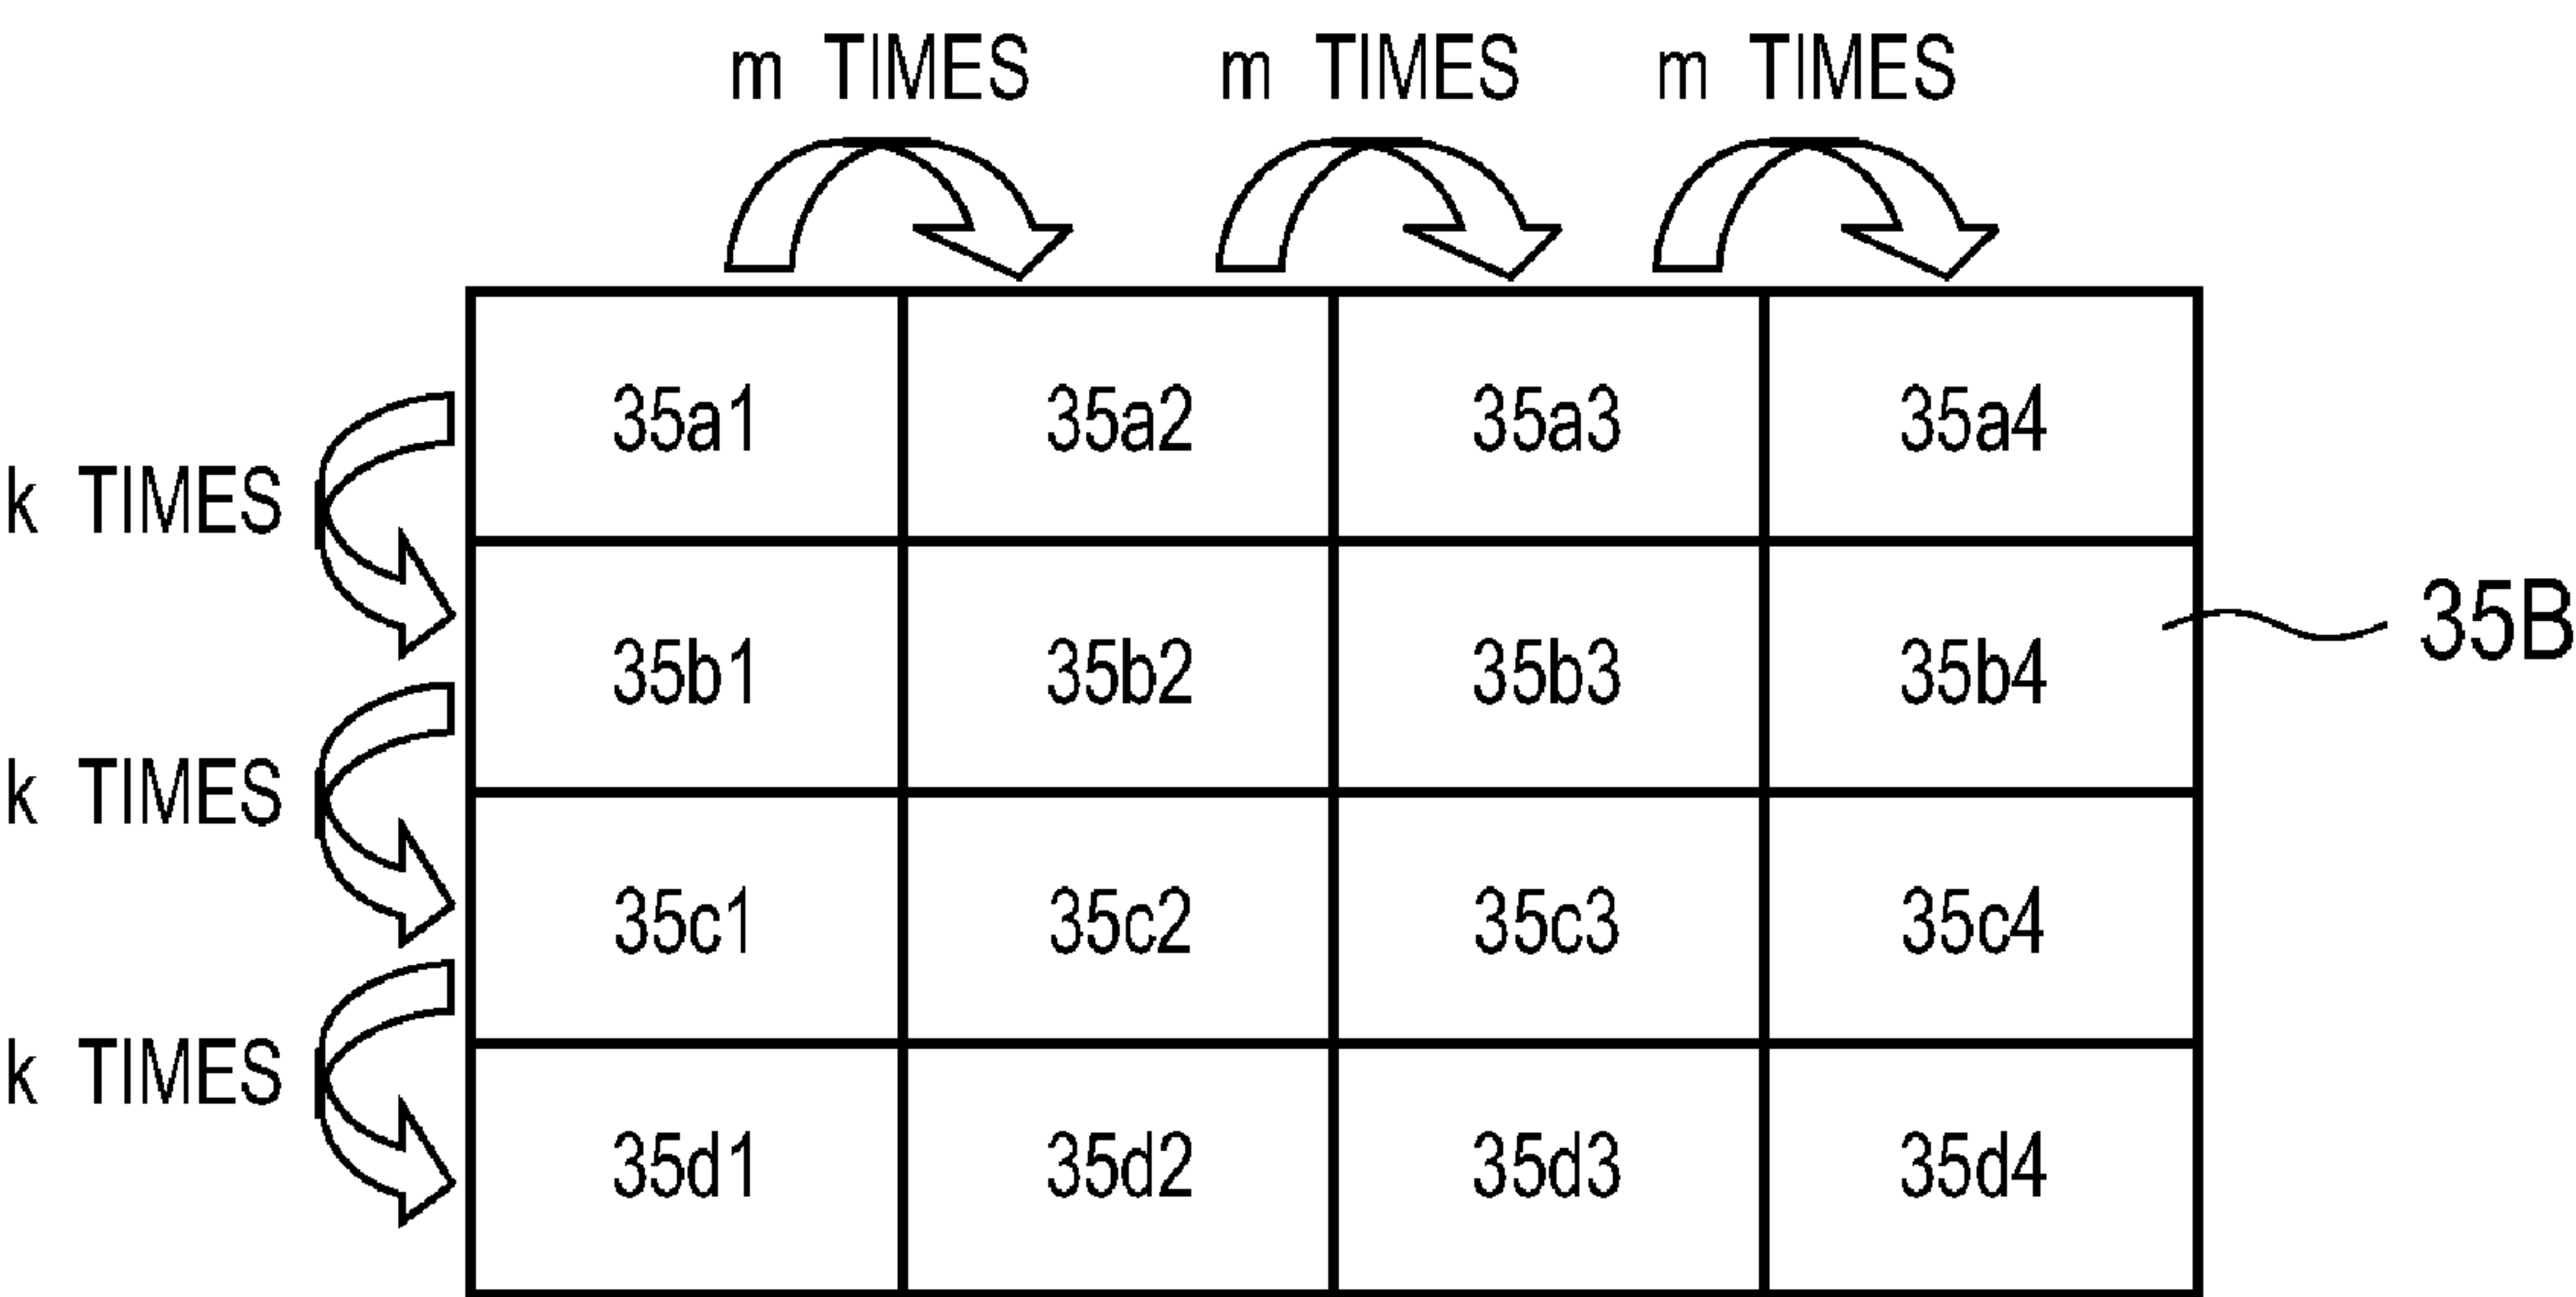 m TIMES m TIMES m TIMES
35a1 35a2 35a3 35a4
k TIMES
35b1 35b2 35b3 35b4
35B
k TIMES
35c1 35c2 35c3 35c4
k TIMES
35d1 35d2 35d3 35d4